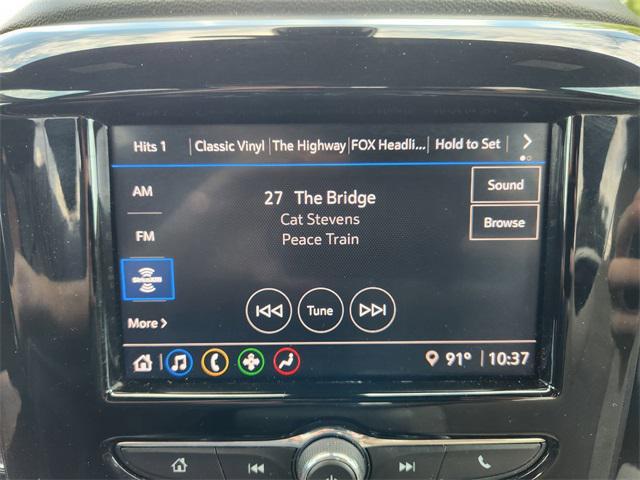 Hits 1 Classic Vinyl The Highway FOX Headli... Hold to Set
AM
27 The Bridge
Sound
Cat Stevens
Browse
FM
Peace Train
SiriusXM
Tune
More
91° 10:37